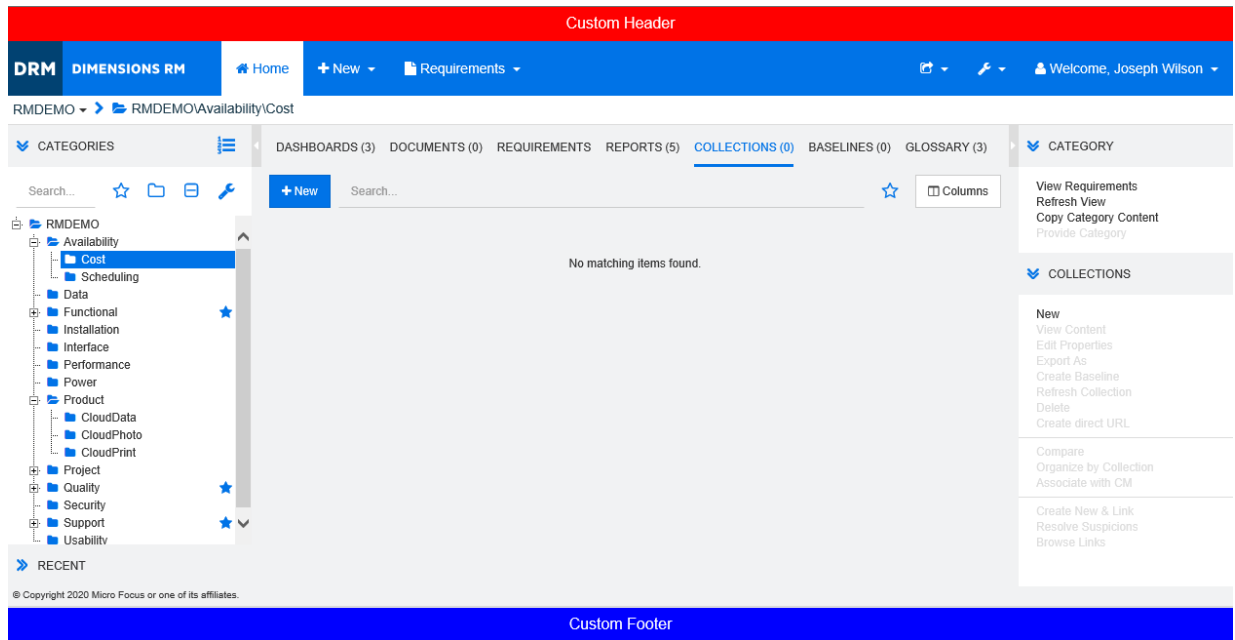 Custom Header
DRM DIMENSIONS RM Home New Requirements Welcome, Joseph Wilson
RMDEMO RMDEMO\Availability\Cost
CATEGORIES
Search...
RMDEMO
Availability
Cost
Scheduling
Data
Functional
Installation
Interface
Performance
Power
Product
CloudData
CloudPhoto
CloudPrint
Project
Quality
Security
Support
Usability
RECENT
© Copyright 2020 Micro Focus or one of its affiliates.
DASHBOARDS (3) DOCUMENTS (0) REQUIREMENTS REPORTS (5) COLLECTIONS (0) BASELINES (0) GLOSSARY (3)
New Search... Columns
No matching items found.
CATEGORY
View Requirements
Refresh View
Copy Category Content
Provide Category
COLLECTIONS
New
View Content
Edit Properties
Export As
Create Baseline
Refresh Collection
Delete
Create direct URL
Compare
Organize by Collection
Associate with CM
Create New & Link
Resolve Suspicions
Browse Links
Custom Footer